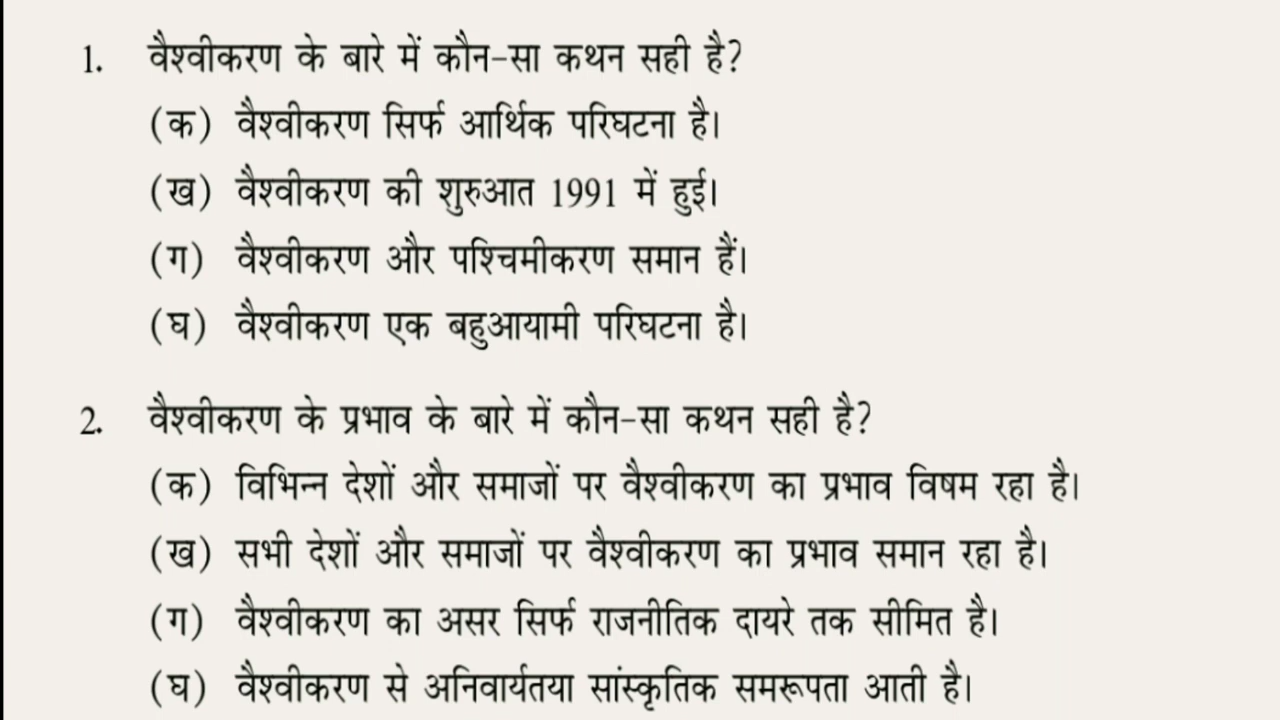 1. वैश्वीकरण के बारे में कौन-सा कथन सही है?
(क) वैश्वीकरण सिर्फ आर्थिक परिघटना है।
(ख) वैश्वीकरण की शुरुआत 1991 में हुई।
(ग) वैश्वीकरण और पश्चिमीकरण समान हैं।
(घ) वैश्वीकरण एक बहुआयामी परिघटना है।
2. वैश्वीकरण के प्रभाव के बारे में कौन-सा कथन सही है?
(क) विभिन्न देशों और समाजों पर वैश्वीकरण का प्रभाव विषम रहा है।
(ख) सभी देशों और समाजों पर वैश्वीकरण का प्रभाव समान रहा है।
(ग) वैश्वीकरण का असर सिर्फ राजनीतिक दायरे तक सीमित है।
(घ) वैश्वीकरण से अनिवार्यतया सांस्कृतिक समरूपता आती है।